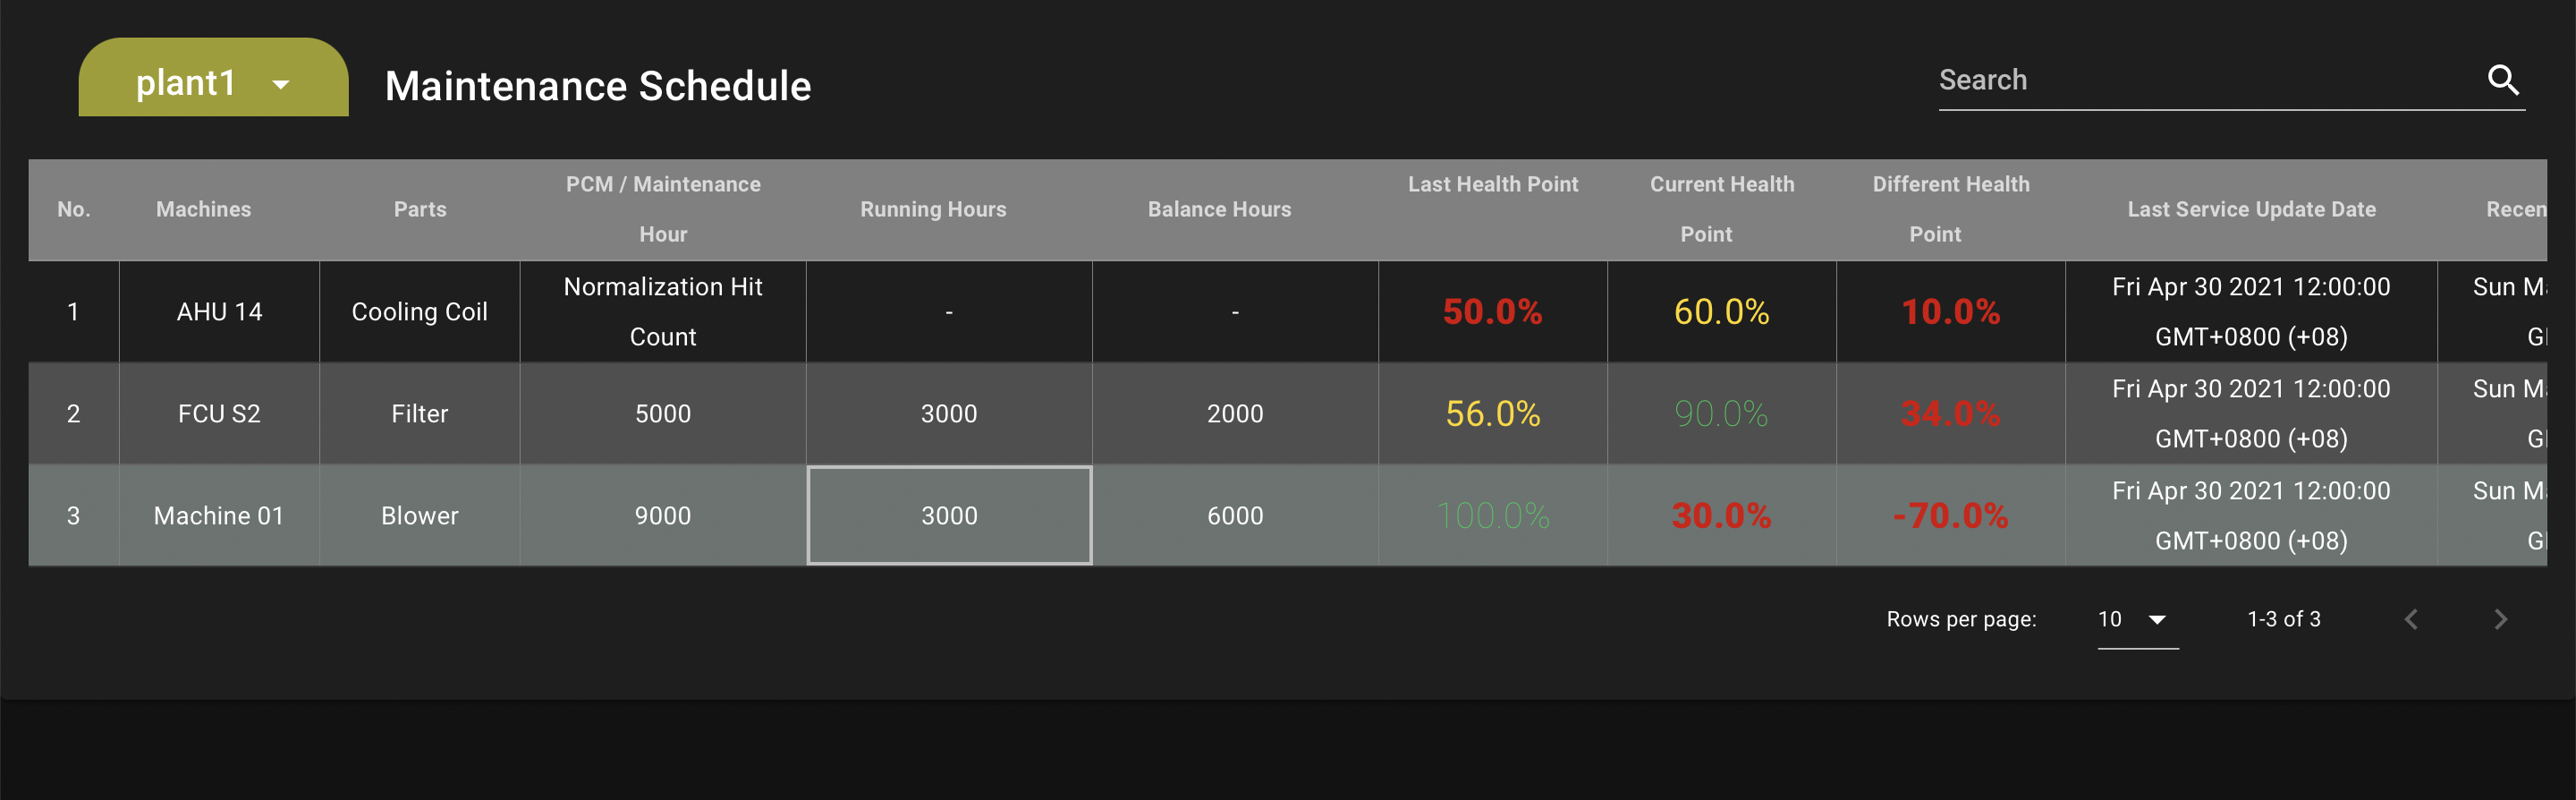 plant1
Maintenance Schedule
Search
No.
Machines
Parts
PCM / Maintenance
Hour
Running Hours
Balance Hours
Last Health Point
Current Health
Point
Different Health
Point
Last Service Update Date
1
AHU 14
Cooling Coil
Normalization Hit
Count
-
-
50.0%
60.0%
10.0%
Fri Apr 30 2021 12:00:00
GMT+0800 (+08)
Sun
2
FCU S2
Filter
5000
3000
2000
56.0%
90.0%
34.0%
Fri Apr 30 2021 12:00:00
GMT+0800 (+08)
Sun
3
Machine 01
Blower
9000
3000
6000
100.0%
30.0%
-70.0%
Fri Apr 30 2021 12:00:00
GMT+0800 (+08)
Sun
Rows per page:
10
1-3 of 3